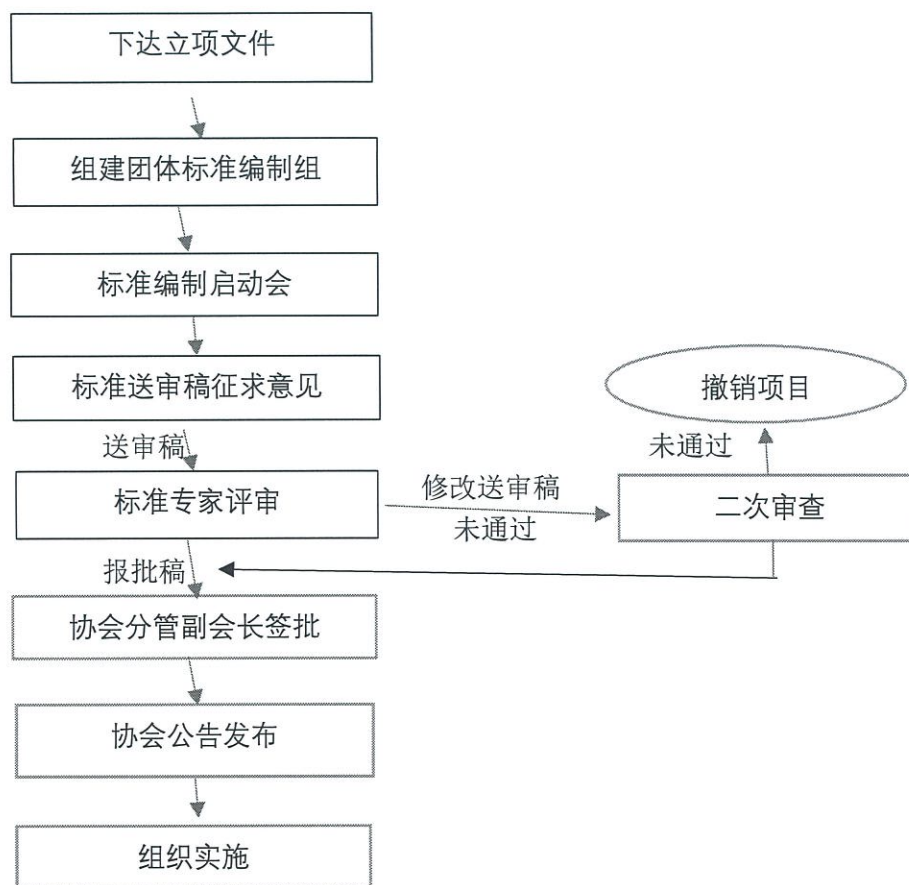 下达立项文件
组建团体标准编制组
标准编制启动会
标准送审稿征求意见
撤销项目
送审稿
未通过
标准专家评审
修改送审稿
未通过
二次审查
报批稿
协会分管副会长签批
协会公告发布
组织实施